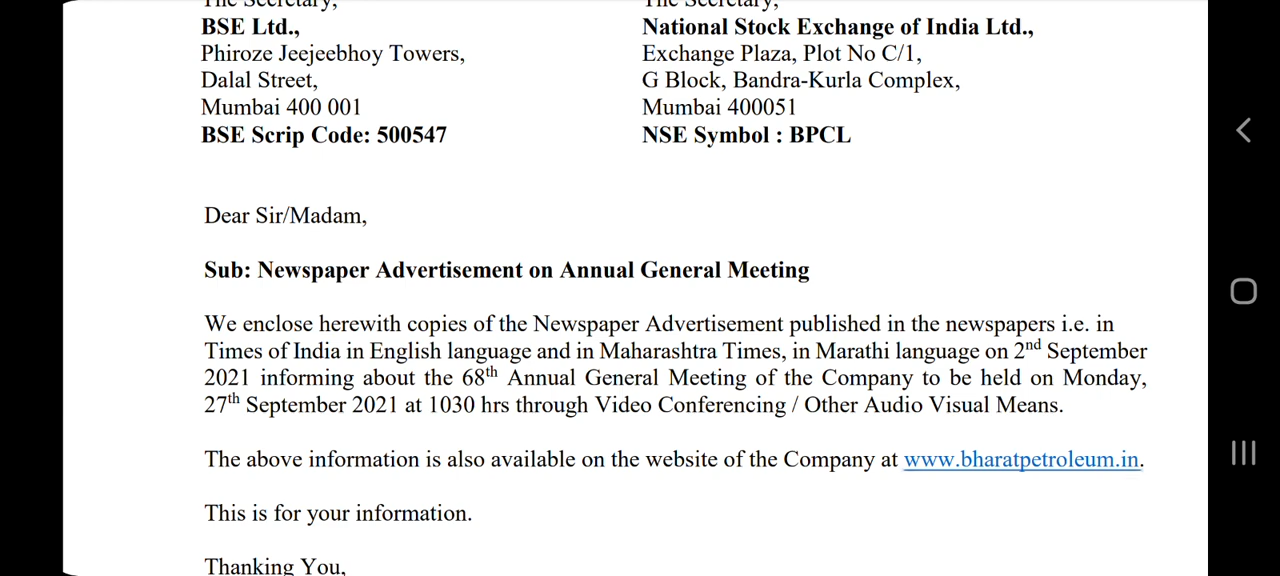 The Secretary,
BSE Ltd.,
Phiroze Jeejeebhoy Towers,
Dalal Street,
Mumbai 400 001
BSE Scrip Code: 500547
The Secretary,
National Stock Exchange of India Ltd.,
Exchange Plaza, Plot No C/1,
G Block, Bandra-Kurla Complex,
Mumbai 400051
NSE Symbol : BPCL
Dear Sir/Madam,
Sub: Newspaper Advertisement on Annual General Meeting
We enclose herewith copies of the Newspaper Advertisement published in the newspapers i.e. in
Times of India in English language and in Maharashtra Times, in Marathi language on 2nd September
2021 informing about the 68th Annual General Meeting of the Company to be held on Monday,
27th September 2021 at 1030 hrs through Video Conferencing / Other Audio Visual Means.
The above information is also available on the website of the Company at www.bharatpetroleum.in.
This is for your information.
Thanking You,